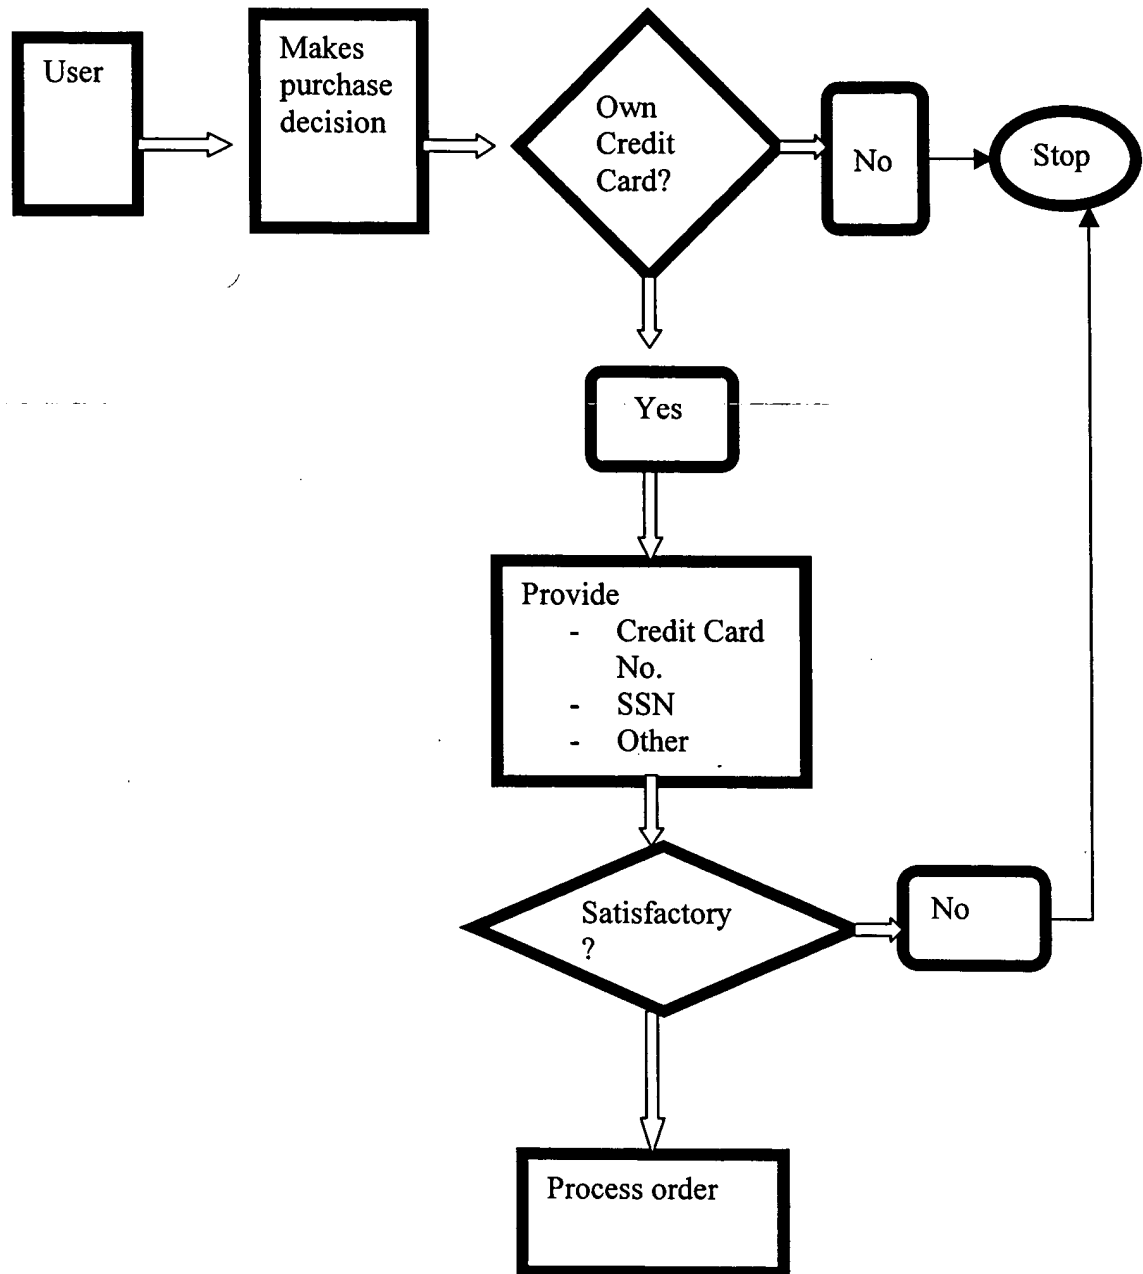 User
Makes
purchase
decision
Own
Credit
Card?
No
Stop
Yes
Provide
- Credit Card
No.
- SSN
- Other
Satisfactory
?
No
Process order